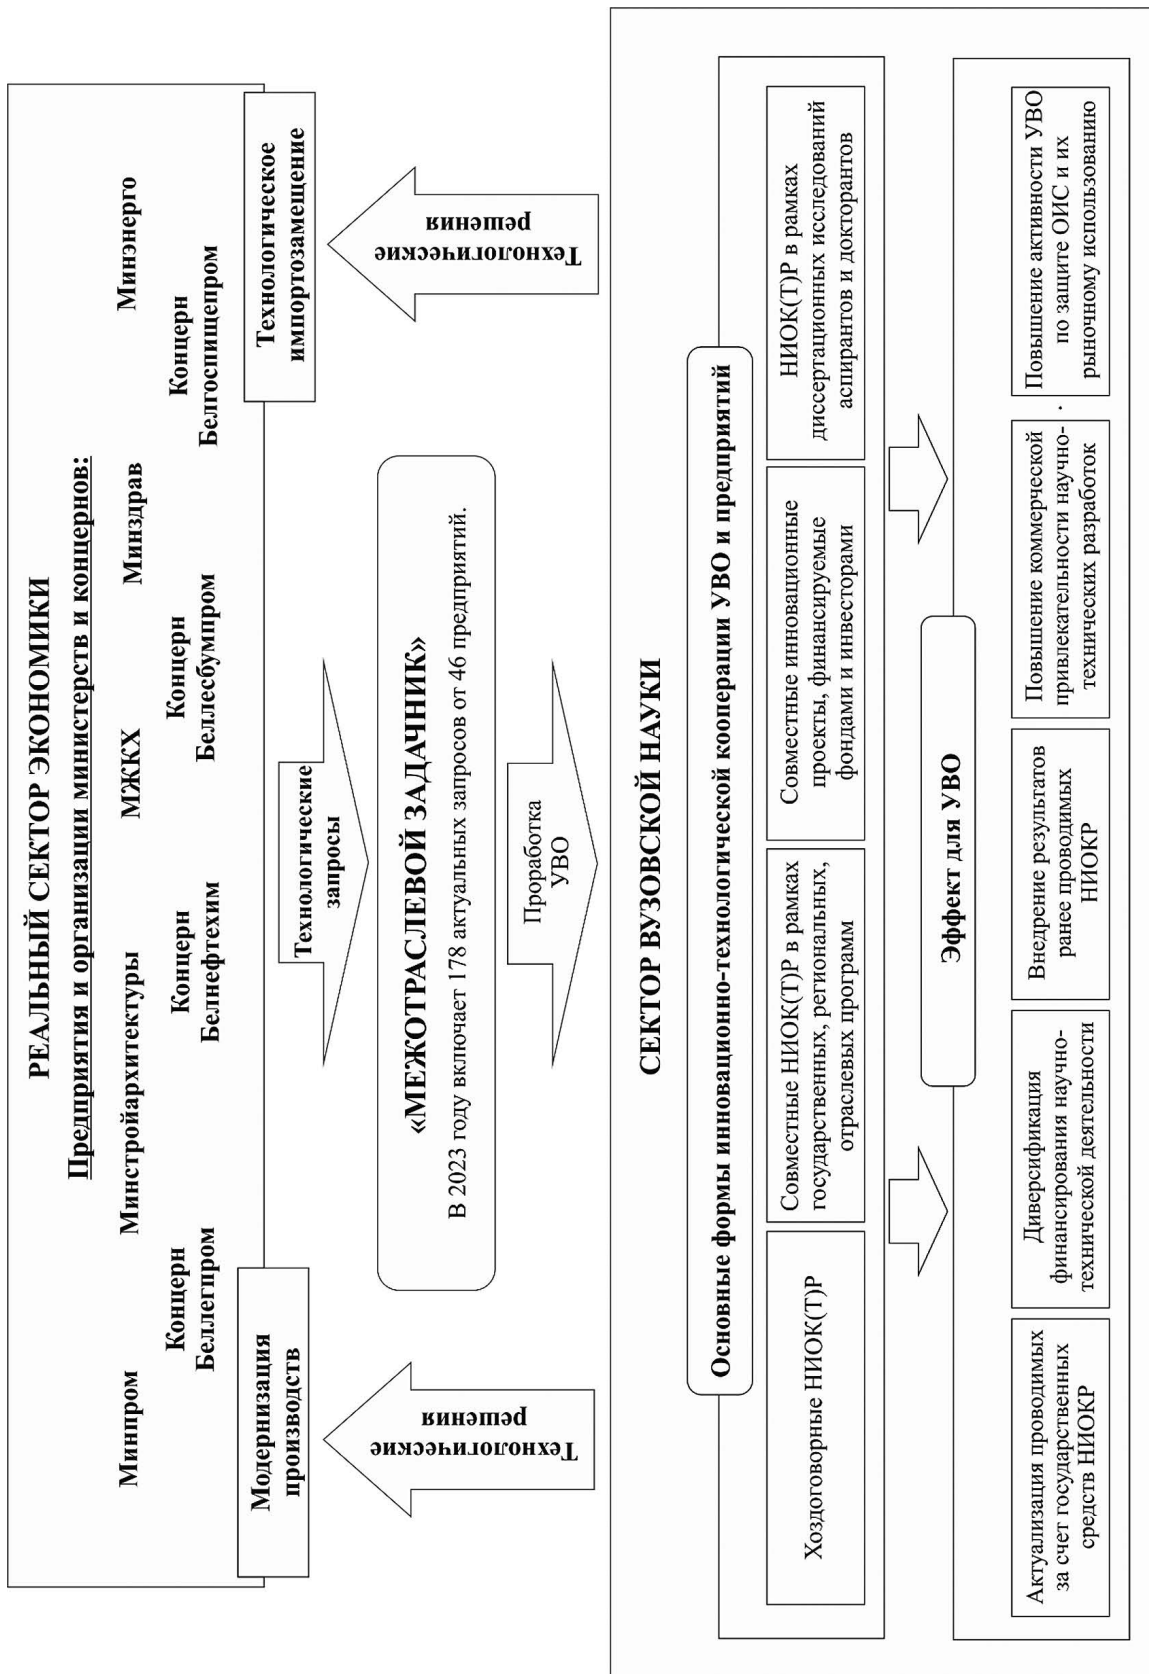 РЕАЛЬНЫЙ СЕКТОР ЭКОНОМИКИ
Предприятия и организации министерств и концернов:
Минпром
Минстройархитектуры
МЖКХ
Минздрав
Минэнерго
Концерн
Беллегпром
Концерн
Белнефтехим
Концерн
Беллесбумпром
Концерн
Белгоспищепром
Модернизация
производств
Технологическое
импортозамещение
Технологические
запросы
Технологические
решения
Технологические
решения
«МЕЖОТРАСЛЕВОЙ ЗАДАЧНИК»
В 2023 году включает 178 актуальных запросов от 46 предприятий.
Проработка
УВО
СЕКТОР ВУЗОВСКОЙ НАУКИ
Основные формы инновационно-технологической кооперации УВО и предприятий
Хоздоговорные НИОК(Т)Р
Совместные НИОК(Т)Р в рамках
государственных, региональных,
отраслевых программ
Совместные инновационные
проекты, финансируемые
фондами и инвесторами
НИОК(Т)Р в рамках
диссертационных исследований
аспирантов и докторантов
Эффект для УВО
Актуализация проводимых
за счет государственных
средств НИОКР
Диверсификация
финансирования научно-
технической деятельности
Внедрение результатов
ранее проводимых
НИОКР
Повышение коммерческой
привлекательности научно-
технических разработок
.
Повышение активности УВО
по защите ОИС и их
рыночному использованию